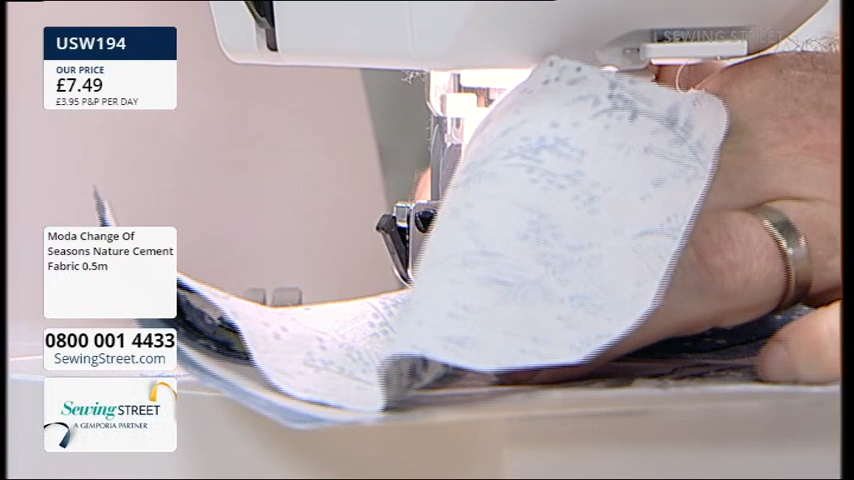 USW194
OUR PRICE
£7.49
£3.95 P&P PER DAY
SEWING STREET
Moda Change Of
Seasons Nature Cement
Fabric 0.5m
0800 001 4433
SewingStreet.com
Sewing STREET
A GEMPORIA PARTNER